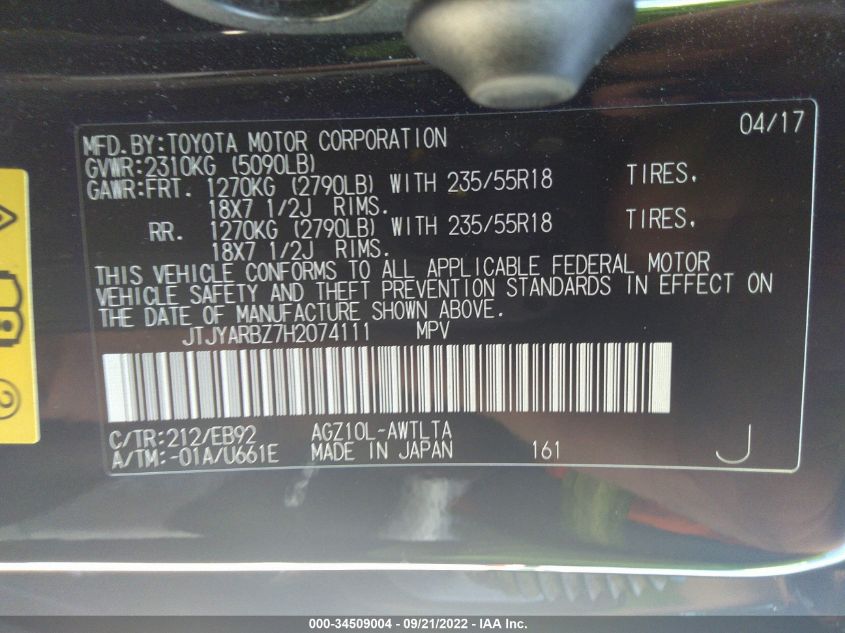 04/17
MFD.BY:TOYOTA MOTOR CORPORATION
GVWR:2310KG (5090LB)
GAWR:FRT. 1270KG (2790LB) WITH 235/55R18 TIRES,
18X7 1/2J RIMS.
RR. 1270KG (2790LB) WITH 235/55R18 TIRES,
18X7 1/2J RIMS.
THIS VEHICLE CONFORMS TO ALL APPLICABLE FEDERAL MOTOR
VEHICLE SAFETY AND THEFT PREVENTION STANDARDS IN EFFECT ON
THE DATE OF MANUFACTURE SHOWN ABOVE.
JTJYARBZ7H2074111 MPV
C/TR:212/EB92 AGZ10L-AWTLTA
A/TM:-01A/U661E MADE IN JAPAN 161 J
2
000-34509004 - 09/21/2022 - IAA Inc.